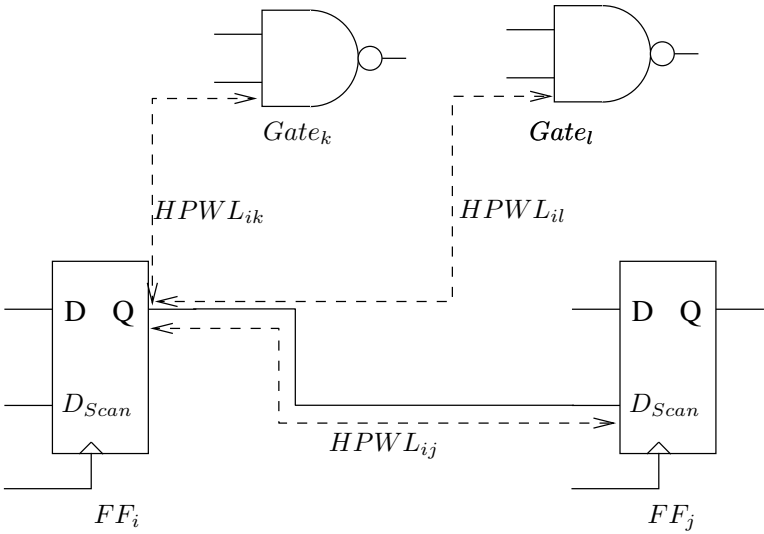 Gate_k Gate_l
HPWL_ik HPWL_il
D Q D Q
D_Scan D_Scan
HPWL_ij
FF_i FF_j